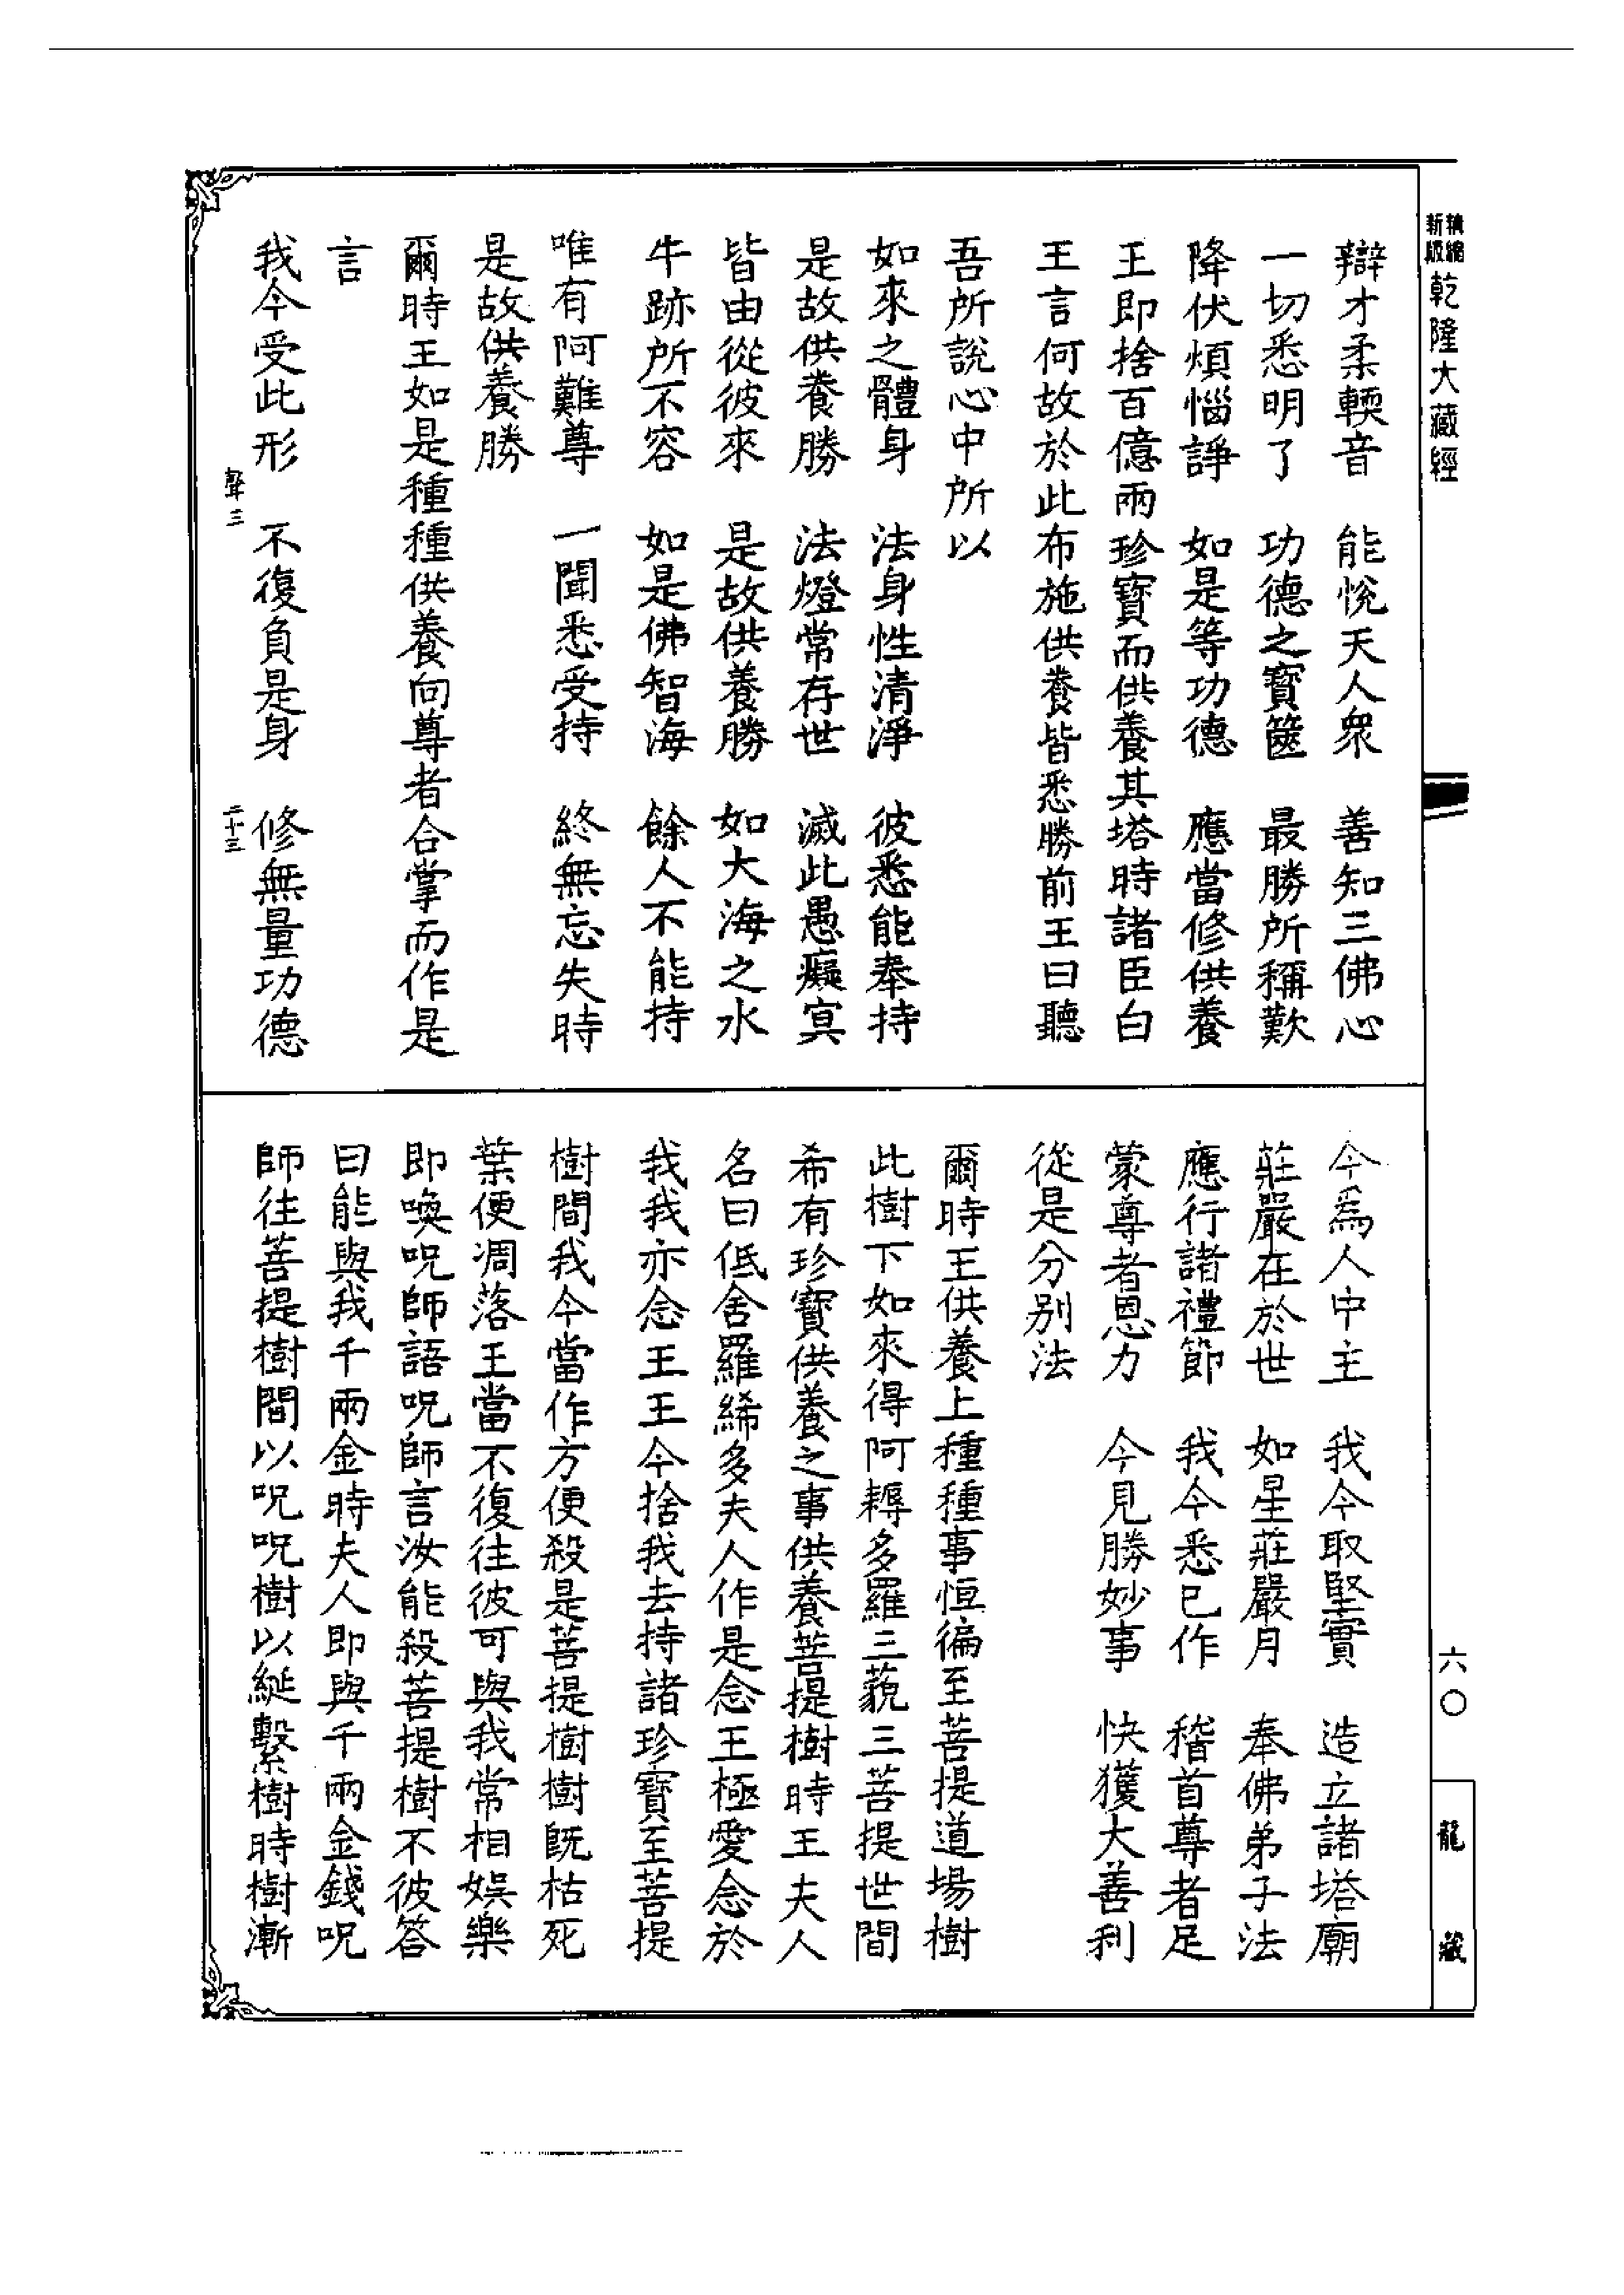 新縮
版精
乾隆大藏經
辯才柔輭音　能悅天人眾　善知三佛心
一切悉明了　功德之寶篋　最勝所稱歎
降伏煩惱諍　如是等功德　應當修供養
王即捨百億兩珍寶而供養其塔時諸臣白
王言何故於此布施供養皆悉勝前王曰聽
吾所說心中所以
如來之體身　法身性清淨　彼悉能奉持
是故供養勝　法燈常存世　滅此愚癡冥
皆由從彼來　是故供養勝　如大海之水
牛跡所不容　如是佛智海　餘人不能持
唯有阿難尊　一聞悉受持　終無忘失時
是故供養勝
爾時王如是種種供養向尊者合掌而作是
言
我今受此形　不復負是身　修無量功德
聲三　二十三
今爲人中主　我今取堅實　造立諸塔廟
莊嚴在於世　如星莊嚴月　奉佛弟子法
應行諸禮節　我今悉已作　稽首尊者足
蒙尊者恩力　今見勝妙事　快獲大善利
從是分別法
爾時王供養上種種事恒徧至菩提道場樹
此樹下如來得阿耨多羅三藐三菩提世間
希有珍寶供養之事供養菩提樹時王夫人
名曰低舍羅絺多夫人作是念王極愛念於
我我亦念王王今捨我去持諸珍寶至菩提
樹間我今當作方便殺是菩提樹樹既枯死
葉便凋落王當不復往彼可與我常相娛樂
即喚呪師語呪師言汝能殺菩提樹不彼答
曰能與我千兩金時夫人即與千兩金錢呪
師往菩提樹間以呪呪樹以綖繫樹時樹漸
六〇
龍藏